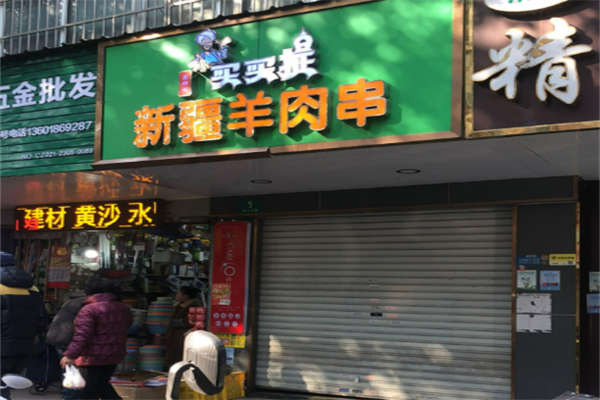 五金批发
电话13601869287
买买提
新疆羊肉串
精
建材 黄沙 水
5